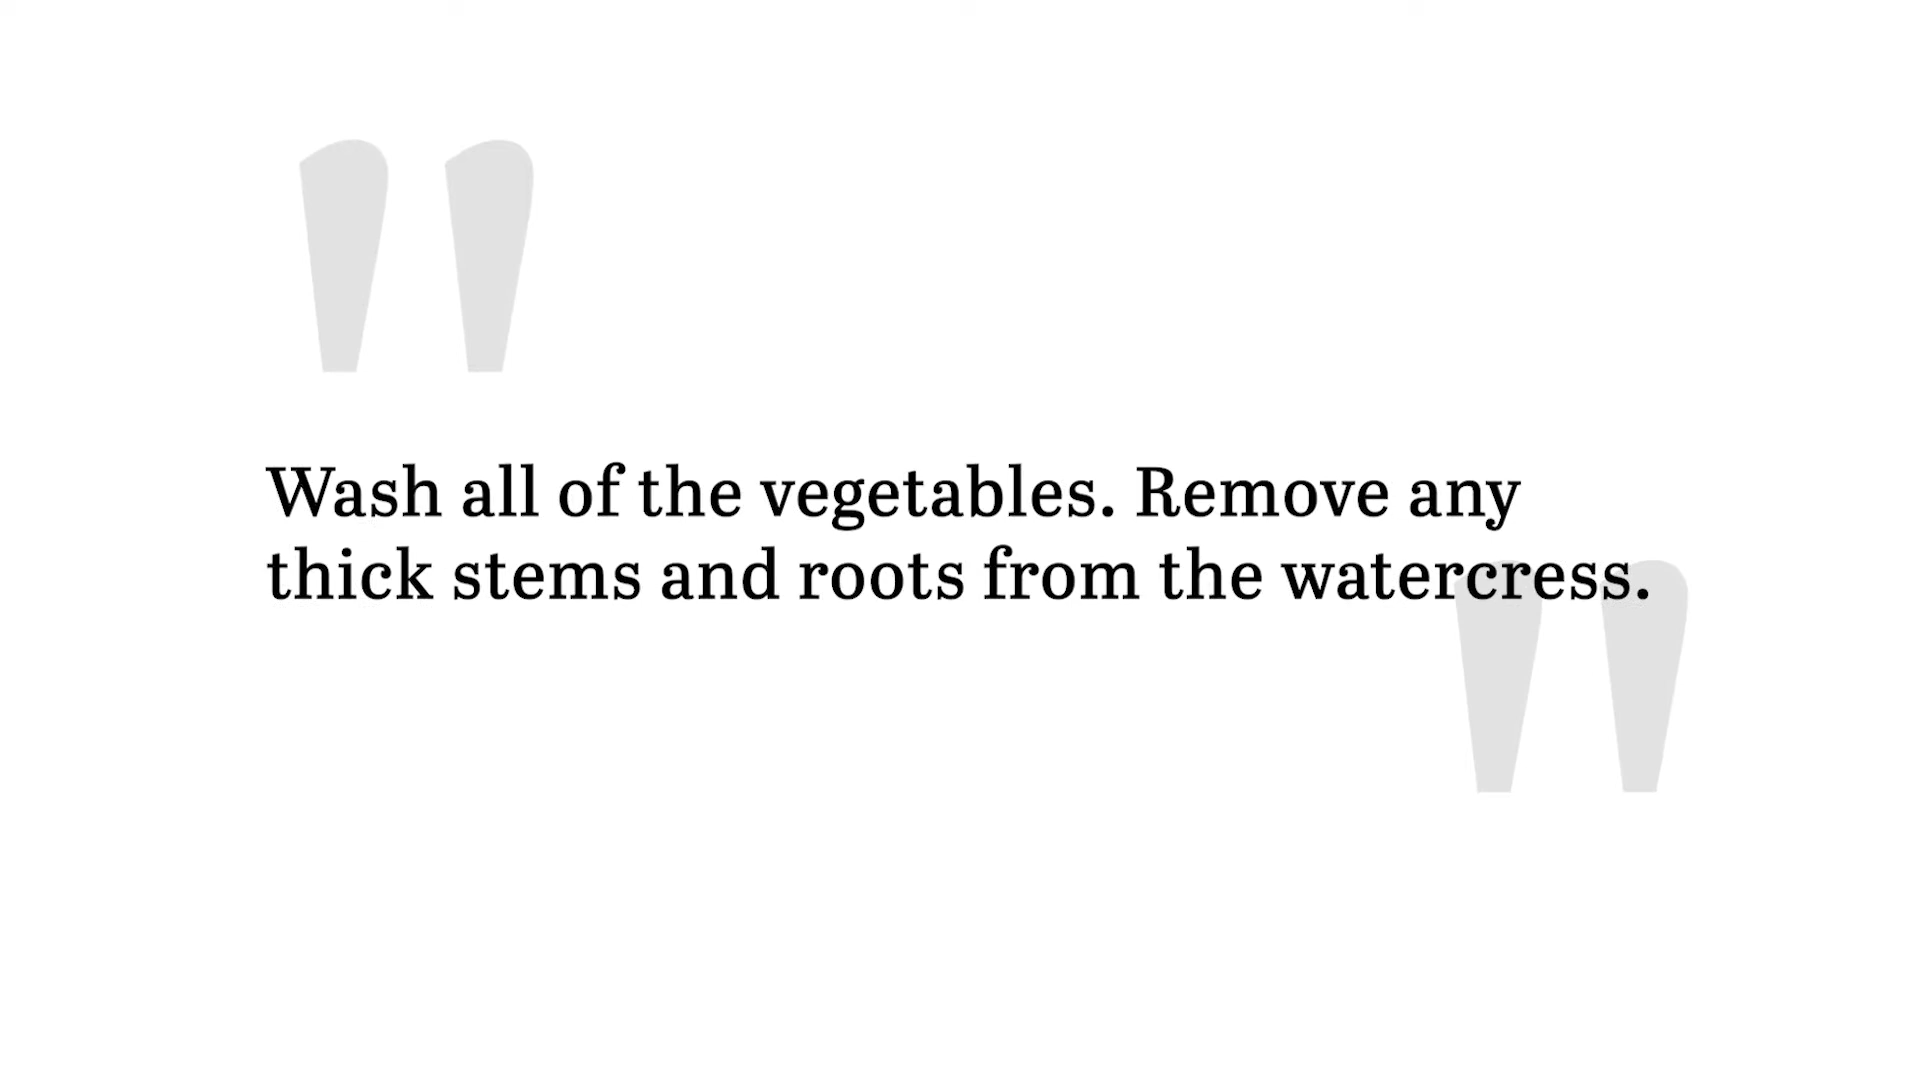 "
Wash all of the vegetables. Remove any
thick stems and roots from the watercress.
"